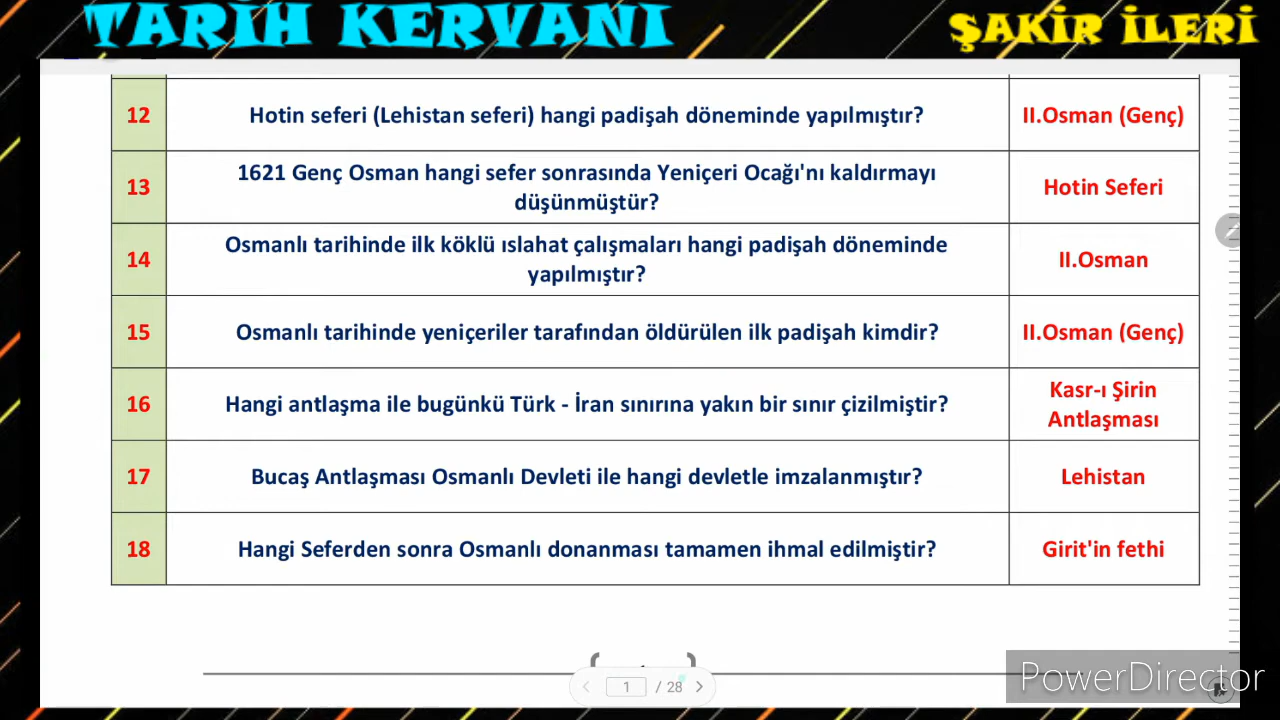 TARİH KERVANI
ŞAKİR İLERİ
12
Hotin seferi (Lehistan seferi) hangi padişah döneminde yapılmıştır?
II.Osman (Genç)
13
1621 Genç Osman hangi sefer sonrasında Yeniçeri Ocağı'nı kaldırmayı
düşünmüştür?
Hotin Seferi
14
Osmanlı tarihinde ilk köklü ıslahat çalışmaları hangi padişah döneminde
yapılmıştır?
II.Osman
15
Osmanlı tarihinde yeniçeriler tarafından öldürülen ilk padişah kimdir?
II.Osman (Genç)
16
Hangi antlaşma ile bugünkü Türk - İran sınırına yakın bir sınır çizilmiştir?
Kasr-ı Şirin
Antlaşması
17
Bucaş Antlaşması Osmanlı Devleti ile hangi devletle imzalanmıştır?
Lehistan
18
Hangi Seferden sonra Osmanlı donanması tamamen ihmal edilmiştir?
Girit'in fethi
1 / 28
PowerDirector